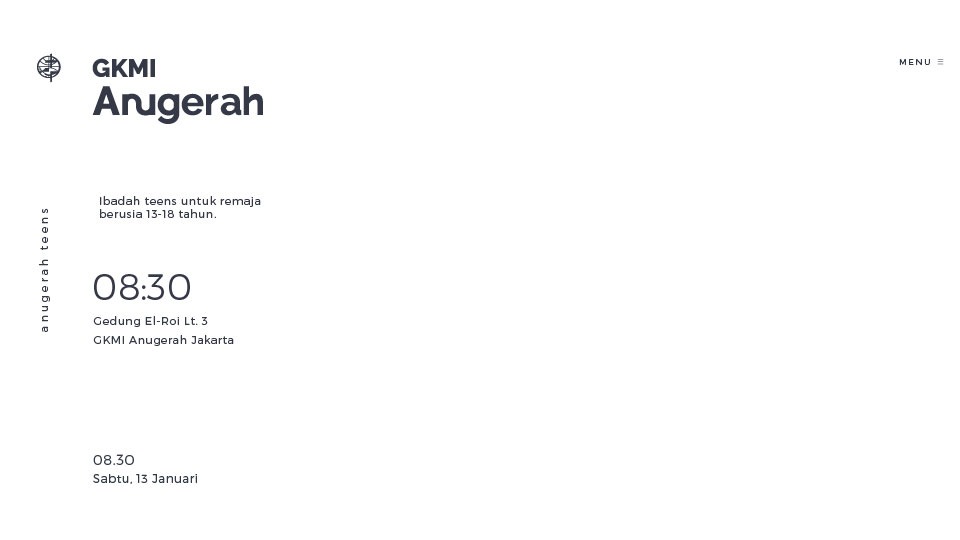 GKMI
Anugerah
MENU ≡
anugerah teens
Ibadah teens untuk remaja
berusia 13-18 tahun.
08:30
Gedung El-Roi Lt. 3
GKMI Anugerah Jakarta
08.30
Sabtu, 13 Januari